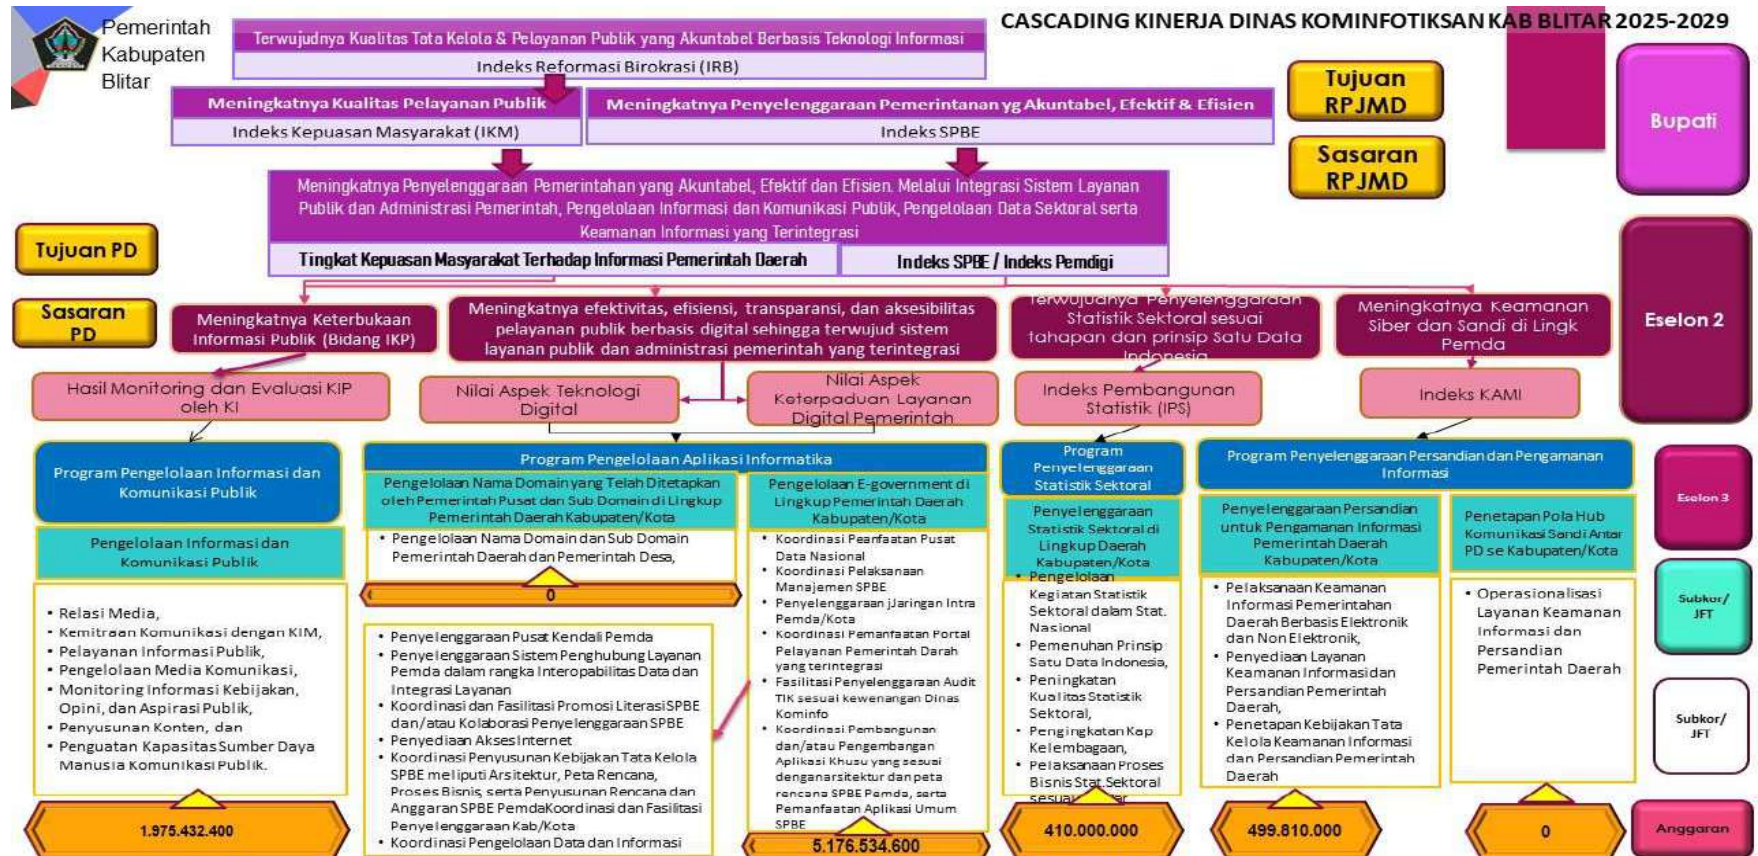 Pemerintah
Kabupaten
Blitar
CASCADING KINERJA DINAS KOMINFOTIKSAN KAB BLITAR 2025-2029
Terwujudnya Kualitas Tata Kelola & Pelayanan Publik yang Akuntabel Berbasis Teknologi Informasi
Indeks Reformasi Birokrasi (IRB)
Meningkatnya Kualitas Pelayanan Publik
Indeks Kepuasan Masyarakat (IKM)
Meningkatnya Penyelenggaraan Pemerintanan yg Akuntabel, Efektif & Efisien
Indeks SPBE
Tujuan
RPJMD
Sasaran
RPJMD
Bupati
Meningkatnya Penyelenggaraan Pemerintahan yang Akuntabel, Efektif dan Efisien. Melalui Integrasi Sistem Layanan
Publik dan Administrasi Pemerintah, Pengelolaan Informasi dan Komunikasi Publik, Pengelolaan Data Sektoral serta
Keamanan Informasi yang Terintegrasi
Tingkat Kepuasan Masyarakat Terhadap Informasi Pemerintah Daerah
Indeks SPBE / Indeks Pemdigi
Tujuan PD
Sasaran
PD
Eselon 2
Meningkatnya Keterbukaan
Informasi Publik (Bidang IKP)
Meningkatnya efektivitas, efisiensi, transparansi, dan aksesibilitas
pelayanan publik berbasis digital sehingga terwujud sistem
layanan publik dan administrasi pemerintah yang terintegrasi
Terwujudnya Penyelenggaraan
Statistik Sektoral sesuai
tahapan dan prinsip Satu Data
Indonesia
Meningkatnya Keamanan
Siber dan Sandi di Lingk
Pemda
Hasil Monitoring dan Evaluasi KIP
oleh KI
Nilai Aspek Teknologi
Digital
Nilai Aspek
Keterpaduan Layanan
Digital Pemerintah
Indeks Pembangunan
Statistik (IPS)
Indeks KAMI
Program Pengelolaan Informasi dan
Komunikasi Publik
Pengelolaan Informasi dan
Komunikasi Publik
• Relasi Media,
• Kemitraan Komunikasi dengan KIM,
• Pelayanan Informasi Publik,
• Pengelolaan Media Komunikasi,
• Monitoring Informasi Kebijakan,
Opini, dan Aspirasi Publik,
• Penyusunan Konten, dan
• Penguatan Kapasitas Sumber Daya
Manusia Komunikasi Publik.
1.975.432.400
Program Pengelolaan Aplikasi Informatika
Pengelolaan Nama Domain yang Telah Ditetapkan
oleh Pemerintah Pusat dan Sub Domain di Lingkup
Pemerintah Daerah Kabupaten/Kota
• Pengelolaan Nama Domain dan Sub Domain
Pemerintah Daerah dan Pemerintah Desa,
0
• Penyelenggaraan Pusat Kendali Pemda
• Penyelenggaraan Sistem Penghubung Layanan
Pemda dalam rangka Interopabilitas Data dan
Integrasi Layanan
• Koordinasi dan Fasilitasi Promosi Literasi SPBE
dan/atau Kolaborasi Penyelenggaraan SPBE
• Penyediaan Akses Internet
• Koordinasi Penyusunan Kebijakan Tata Kelola
SPBE meliputi Arsitektur, Peta Rencana,
Proses Bisnis, serta Penyusunan Rencana dan
Anggaran SPBE PemdaKoordinasi dan Fasilitasi
Penyelenggaraan Kab/Kota
• Koordinasi Pengelolaan Data dan Informasi
Pengelolaan E-government di
Lingkup Pemerintah Daerah
Kabupaten/Kota
• Koordinasi Peanfaatan Pusat
Data Nasional
• Koordinasi Pelaksanaan
Manajemen SPBE
• Penyelenggaraan jJaringan Intra
Pemda/Kota
• Koordinasi Pemanfaatan Portal
Pelayanan Pemerintah Darah
yang terintegrasi
• Fasilitasi Penyelenggaraan Audit
TIK sesuai kewenangan Dinas
Kominfo
• Koordinasi Pembangunan
dan/atau Pengembangan
Aplikasi Khusu yang sesuai
denganarsitektur dan peta
rencana SPBE Pemda, serta
Pemanfaatan Aplikasi Umum
SPBE
5.176.534.600
Program
Penyelenggaraan
Statistik Sektoral
Penyelenggaraan
Statistik Sektoral di
Lingkup Daerah
Kabupaten/Kota
• Pengelolaan
Kegiatan Statistik
Sektoral dalam Stat.
Nasional
• Pemenuhan Prinsip
Satu Data Indonesia,
• Peningkatan
Kualitas Statistik
Sektoral,
• Pengingkatan Kap
Kelembagaan,
• Pelaksanaan Proses
Bisnis Stat.Sektoral
sesuai
410.000.000
Program Penyelenggaraan Persandian dan Pengamanan
Informasi
Penyelenggaraan Persandian
untuk Pengamanan Informasi
Pemerintah Daerah
Kabupaten/Kota
• Pelaksanaan Keamanan
Informasi Pemerintahan
Daerah Berbasis Elektronik
dan Non Elektronik,
• Penyediaan Layanan
Keamanan Informasi dan
Persandian Pemerintah
Daerah,
• Penetapan Kebijakan Tata
Kelola Keamanan Informasi
dan Persandian Pemerintah
Daerah
499.810.000
Penetapan Pola Hub
Komunikasi Sandi Antar
PD se Kabupaten/Kota
• Operasionalisasi
Layanan Keamanan
Informasi dan
Persandian
Pemerintah Daerah
0
Eselon 3
Subkor/
JFT
Subkor/
JFT
Anggaran